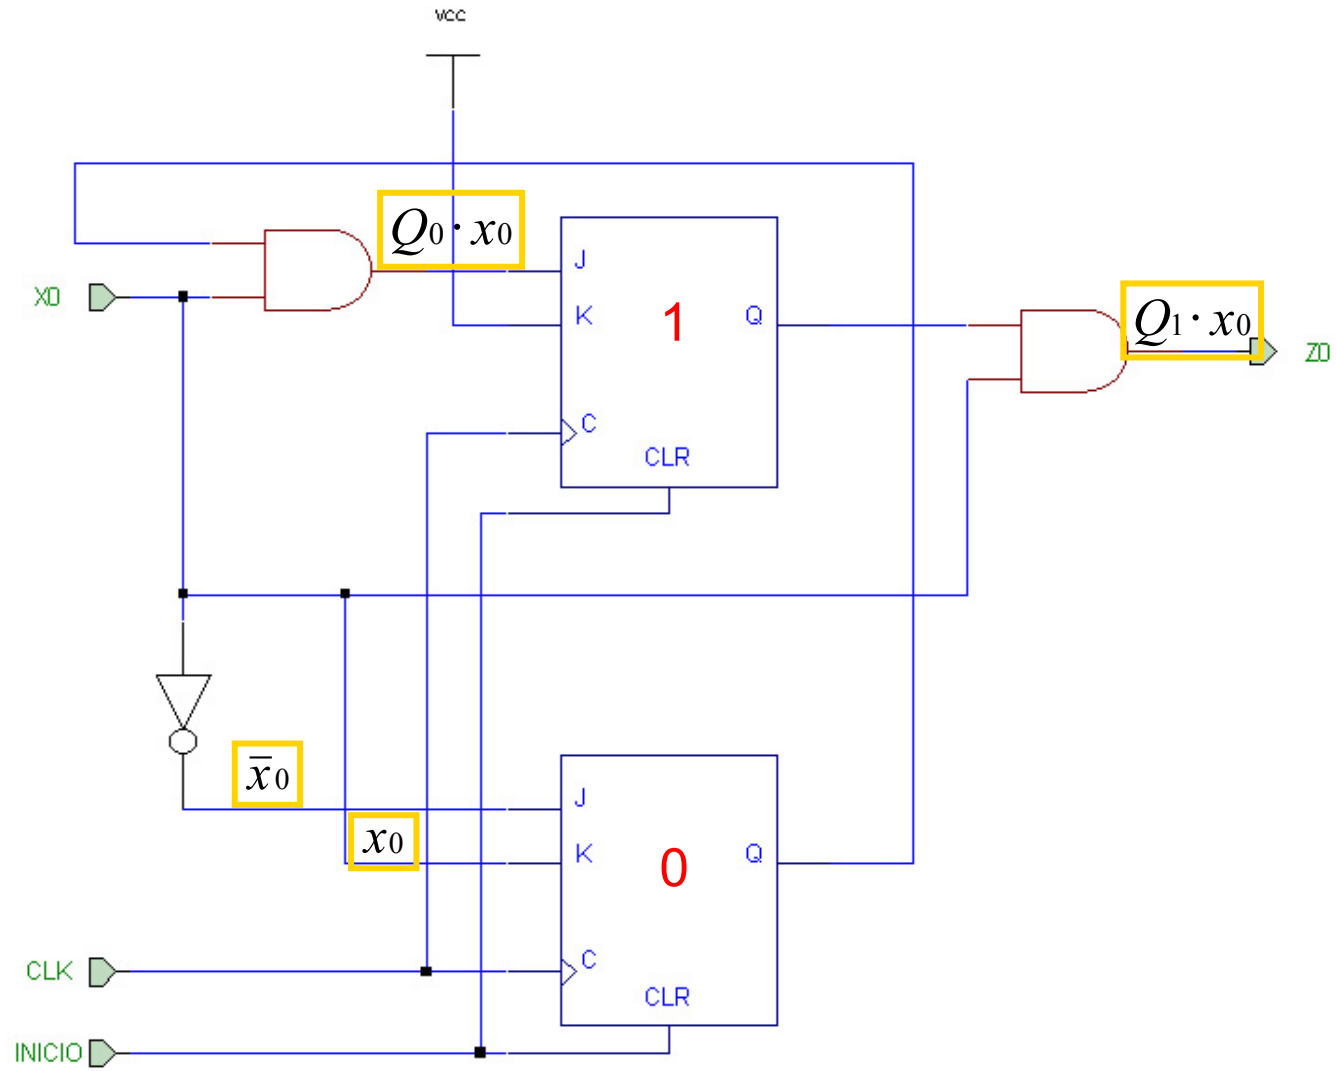 VCC
Q₀ · x₀
X0
J
K
1
Q
Q₁ · x₀
Z0
C
CLR
x̄₀
J
x₀
K
0
Q
CLK
C
CLR
INICIO